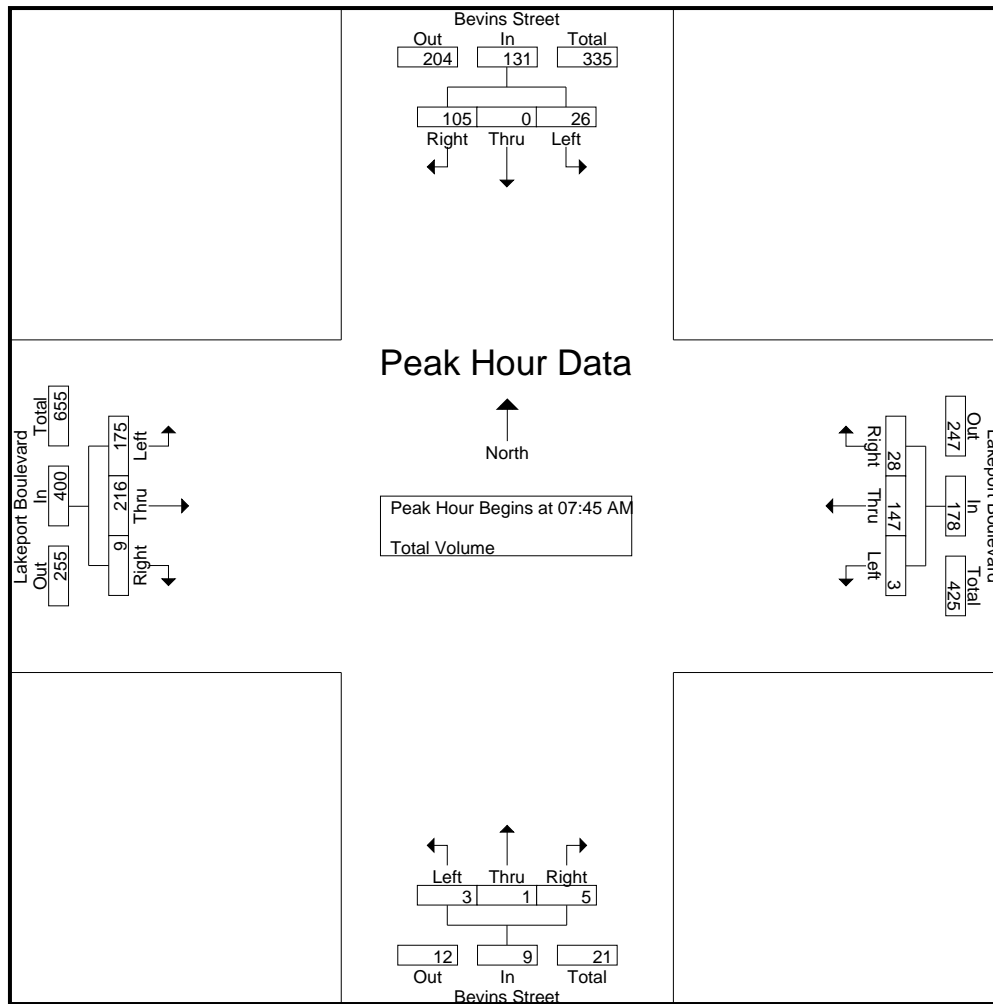 Bevins Street
Out In Total
204 131 335
105 0 26
Right Thru Left
Peak Hour Data
North
Peak Hour Begins at 07:45 AM
Total Volume
Lakeport Boulevard
Total In Out
655 400 255
175 216 9
Left Thru Right
Lakeport Boulevard
Out In Total
247 178 425
28 147 3
Right Thru Left
Left Thru Right
3 1 5
12 9 21
Out In Total
Bevins Street